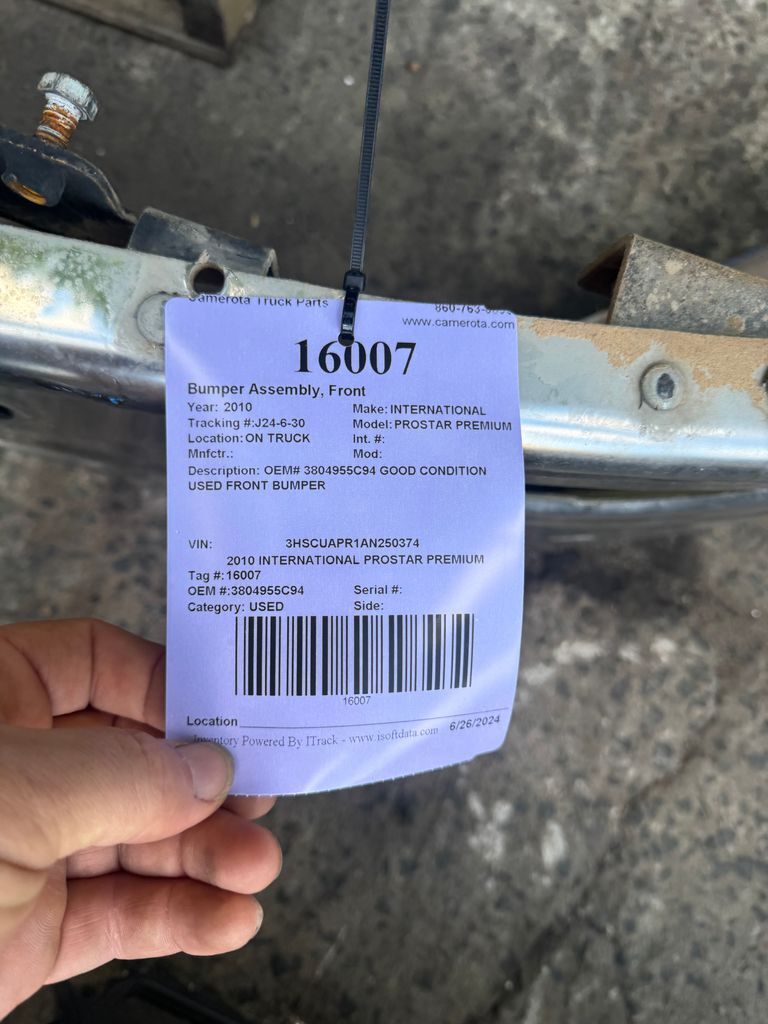 Camerota Truck Parts 860-763-
www.camerota.com
16007
Bumper Assembly, Front
Year: 2010 Make: INTERNATIONAL
Tracking #:J24-6-30 Model: PROSTAR PREMIUM
Location: ON TRUCK Int. #:
Mnfctr.: Mod:
Description: OEM# 3804955C94 GOOD CONDITION
USED FRONT BUMPER
VIN: 3HSCUAPR1AN250374
2010 INTERNATIONAL PROSTAR PREMIUM
Tag #:16007
OEM #:3804955C94 Serial #:
Category: USED Side:
16007
Location 6/26/2024
Inventory Powered By ITrack - www.isoftdata.com